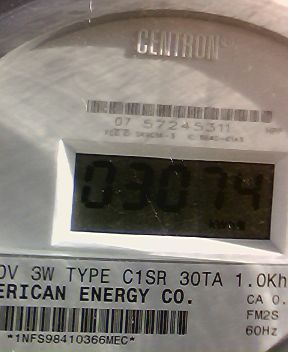 CENTRON
07 57245311
03074
0V 3W TYPE C1SR 30TA 1.0Kh
ERICAN ENERGY CO.
CA 0.
FM2S
60Hz
*1NFS98410366MEC*